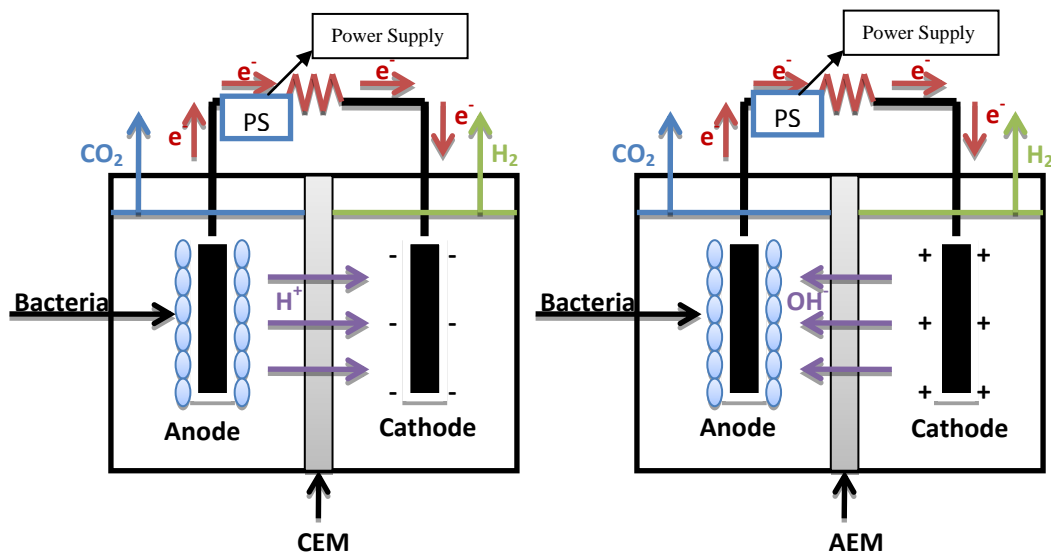 Power Supply
e-
e-
PS
e-
e-
CO2
H2
Bacteria
H+
-
-
-
-
-
-
Anode
Cathode
CEM
Power Supply
e-
e-
PS
e-
e-
CO2
H2
Bacteria
OH-
+
+
+
+
+
+
Anode
Cathode
AEM